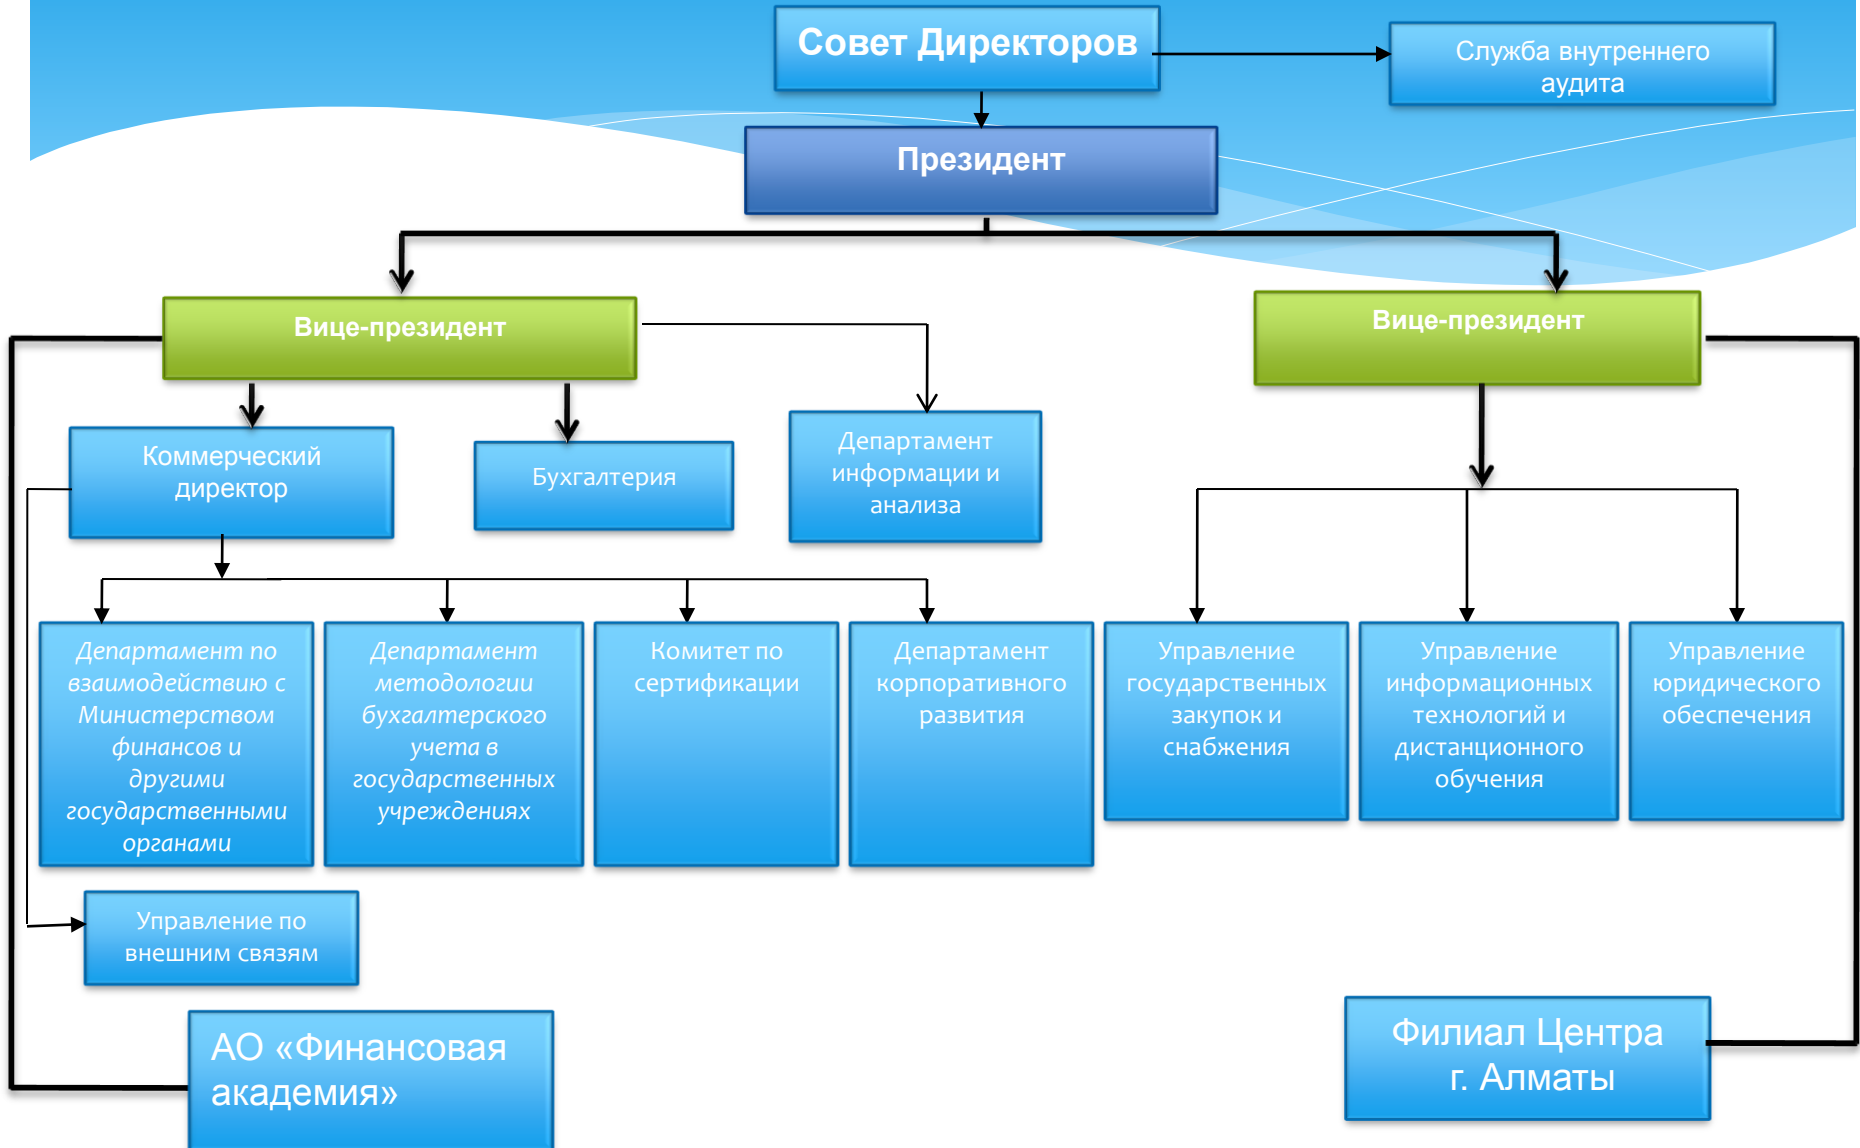 Совет Директоров
Служба внутреннего
аудита
Президент
Вице-президент
Вице-президент
Коммерческий
директор
Бухгалтерия
Департамент
информации и
анализа
Департамент по
взаимодействию с
Министерством
финансов и
другими
государственными
органами
Департамент
методологии
бухгалтерского
учета в
государственных
учреждениях
Комитет по
сертификации
Департамент
корпоративного
развития
Управление
государственных
закупок и
снабжения
Управление
информационных
технологий и
дистанционного
обучения
Управление
юридического
обеспечения
Управление по
внешним связям
АО «Финансовая
академия»
Филиал Центра
г. Алматы